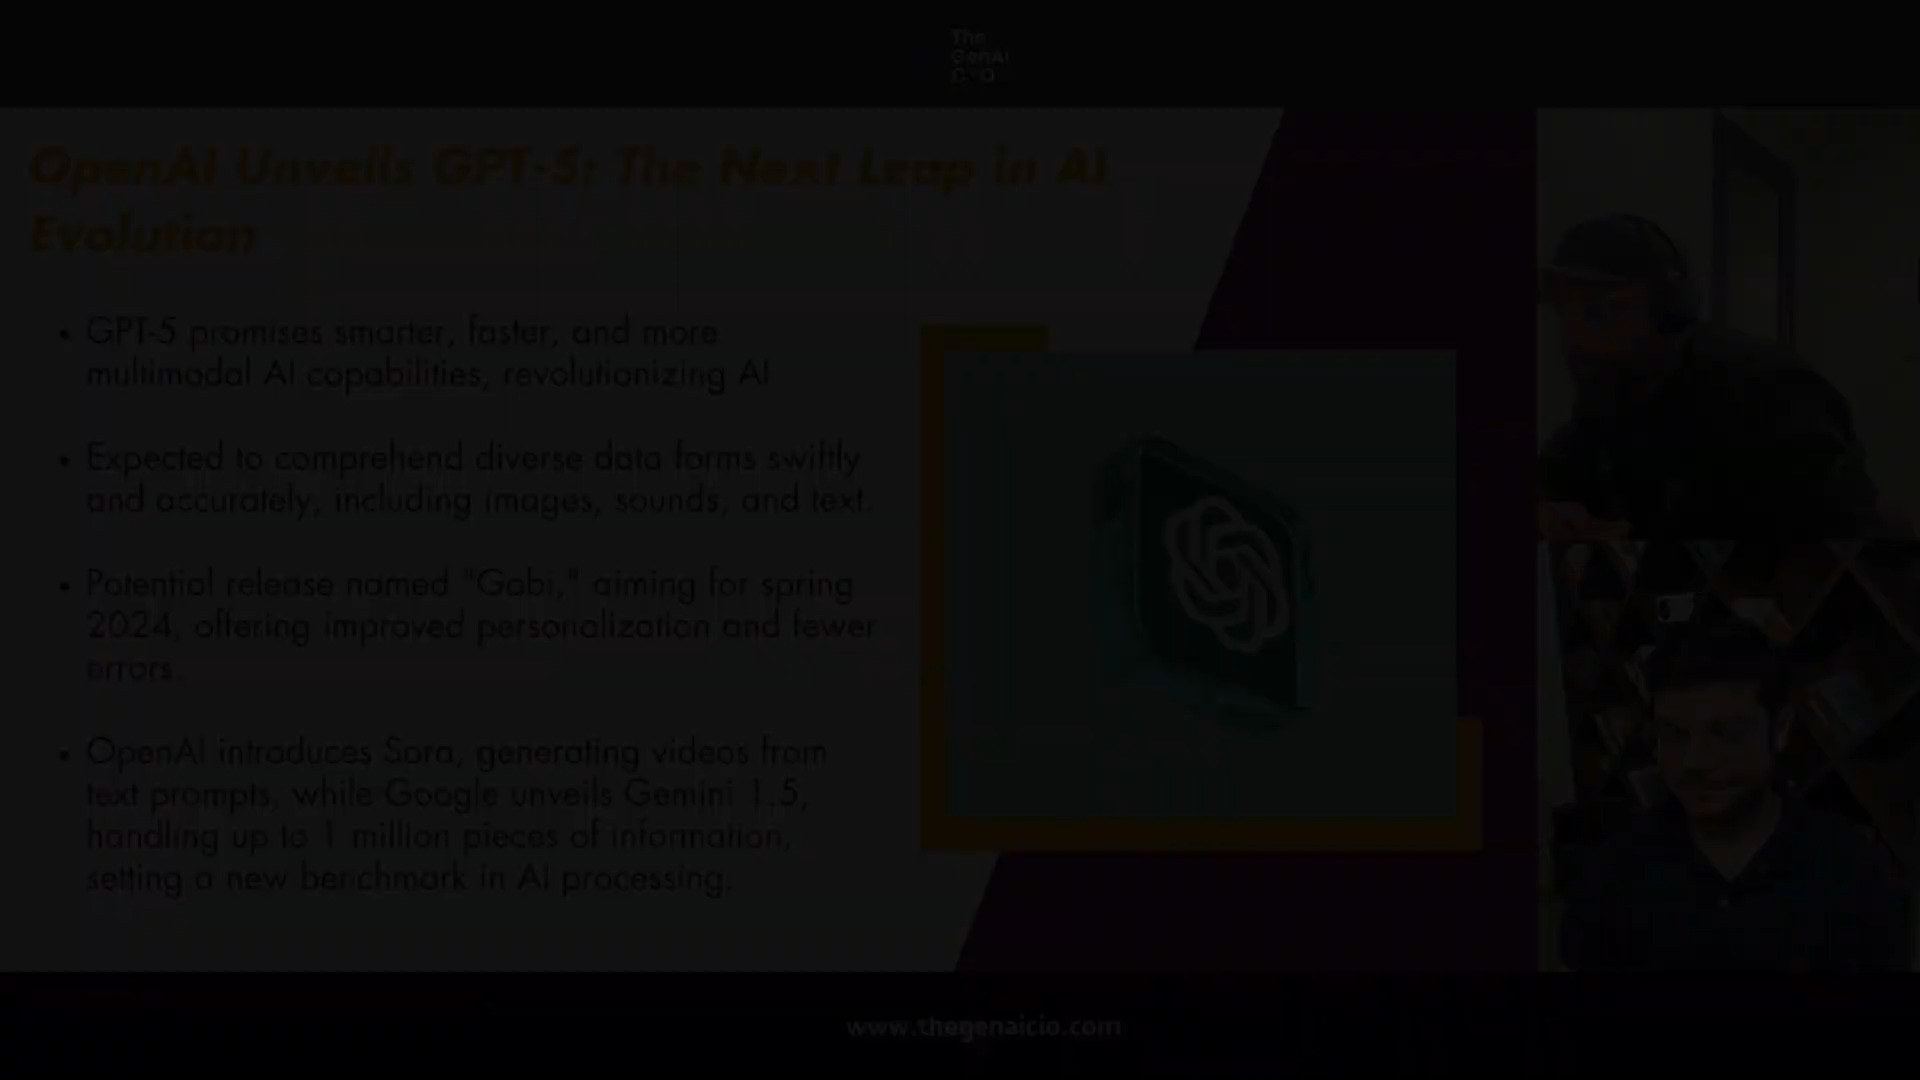 The
GenAI
CIO
OpenAI Unveils GPT-5: The Next Leap in AI
Evolution
• GPT-5 promises smarter, faster, and more
multimodal AI capabilities, revolutionizing AI
• Expected to comprehend diverse data forms swiftly
and accurately, including images, sounds, and text.
• Potential release named "Gobi," aiming for spring
2024, offering improved personalization and fewer
errors.
• OpenAI introduces Sora, generating videos from
text prompts, while Google unveils Gemini 1.5,
handling up to 1 million pieces of information,
setting a new benchmark in AI processing.
www.thegenaicio.com